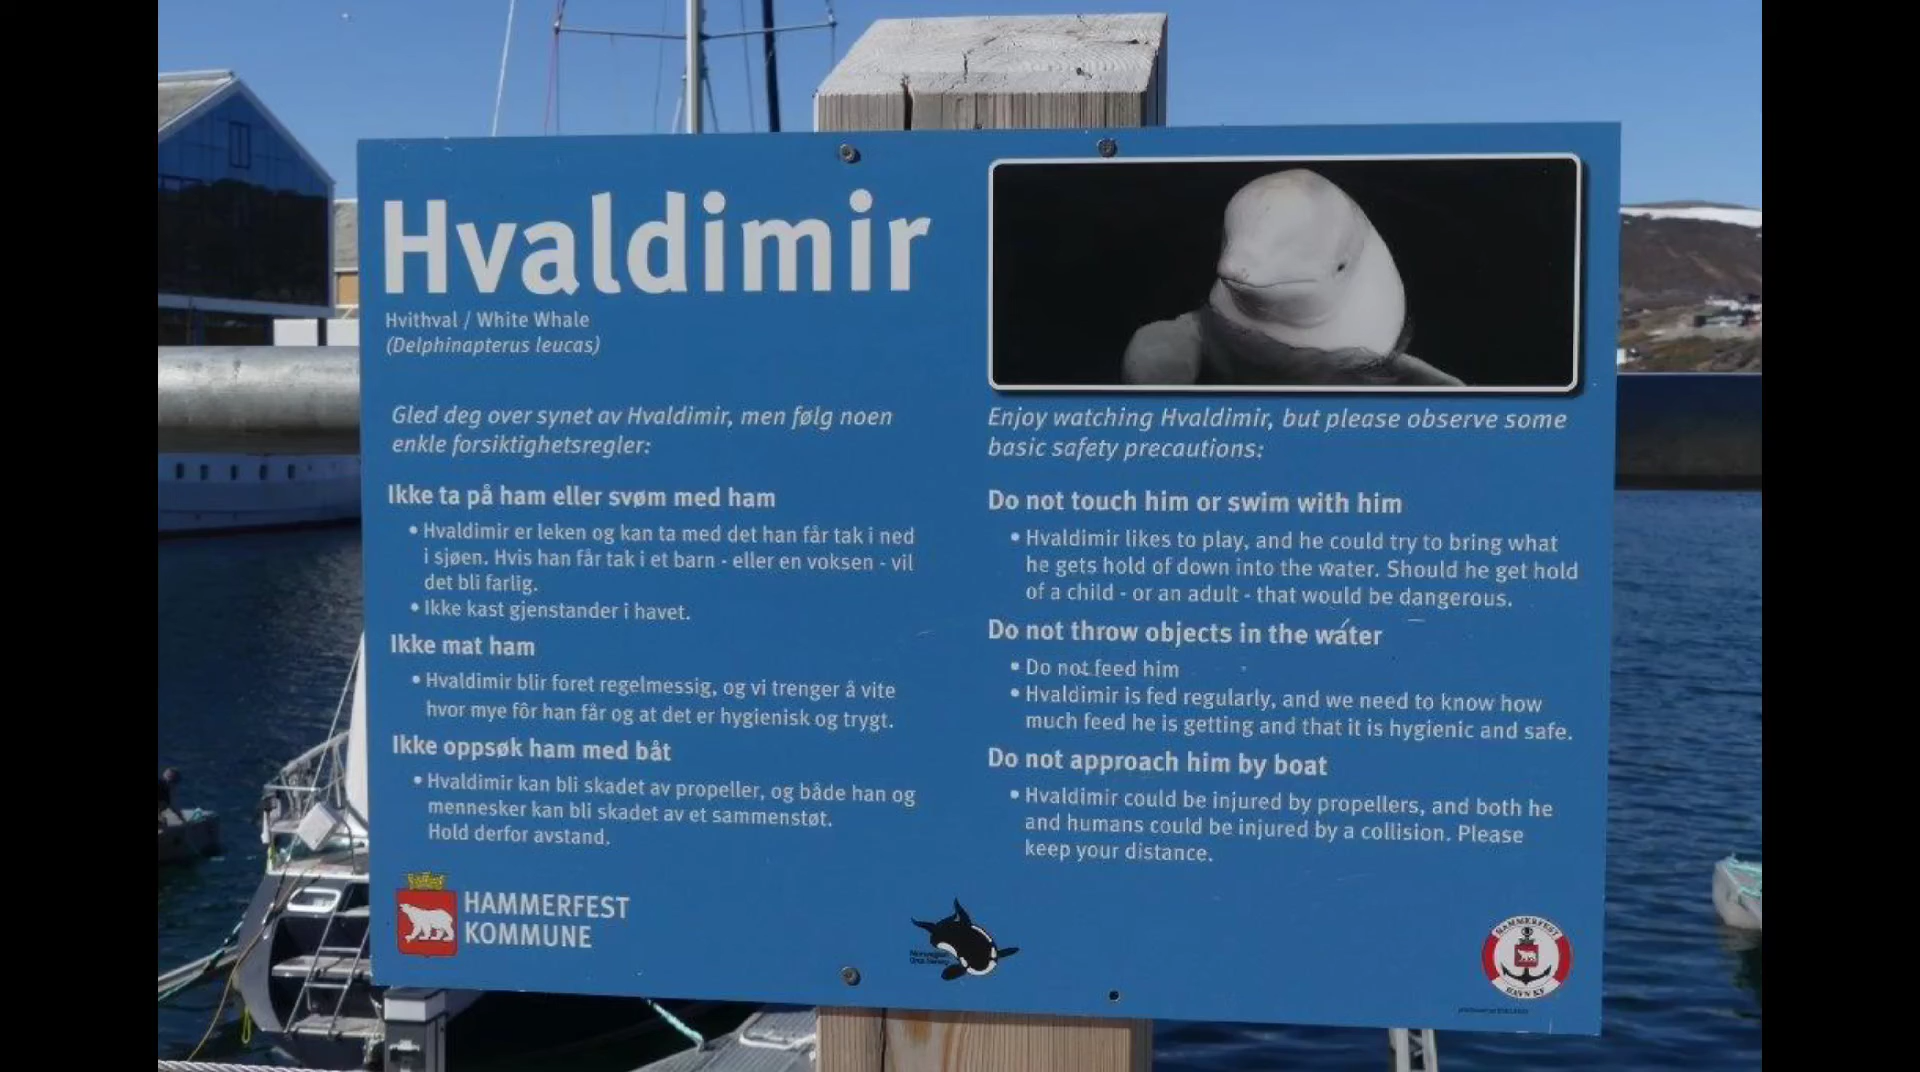 Hvaldimir
Hvithval / White Whale
(Delphinapterus leucas)
Gled deg over synet av Hvaldimir, men følg noen
enkle forsiktighetsregler:
Ikke ta på ham eller svøm med ham
• Hvaldimir er leken og kan ta med det han får tak i ned
i sjøen. Hvis han får tak i et barn - eller en voksen - vil
det bli farlig.
• Ikke kast gjenstander i havet.
Ikke mat ham
• Hvaldimir blir foret regelmessig, og vi trenger å vite
hvor mye fôr han får og at det er hygienisk og trygt.
Ikke oppsøk ham med båt
• Hvaldimir kan bli skadet av propeller, og både han og
mennesker kan bli skadet av et sammenstøt.
Hold derfor avstand.
HAMMERFEST
KOMMUNE
Enjoy watching Hvaldimir, but please observe some
basic safety precautions:
Do not touch him or swim with him
• Hvaldimir likes to play, and he could try to bring what
he gets hold of down into the water. Should he get hold
of a child - or an adult - that would be dangerous.
Do not throw objects in the water
• Do not feed him
• Hvaldimir is fed regularly, and we need to know how
much feed he is getting and that it is hygienic and safe.
Do not approach him by boat
• Hvaldimir could be injured by propellers, and both he
and humans could be injured by a collision. Please
keep your distance.
Norwegian
Orca Survey
HAMMERFEST
HAVN KF